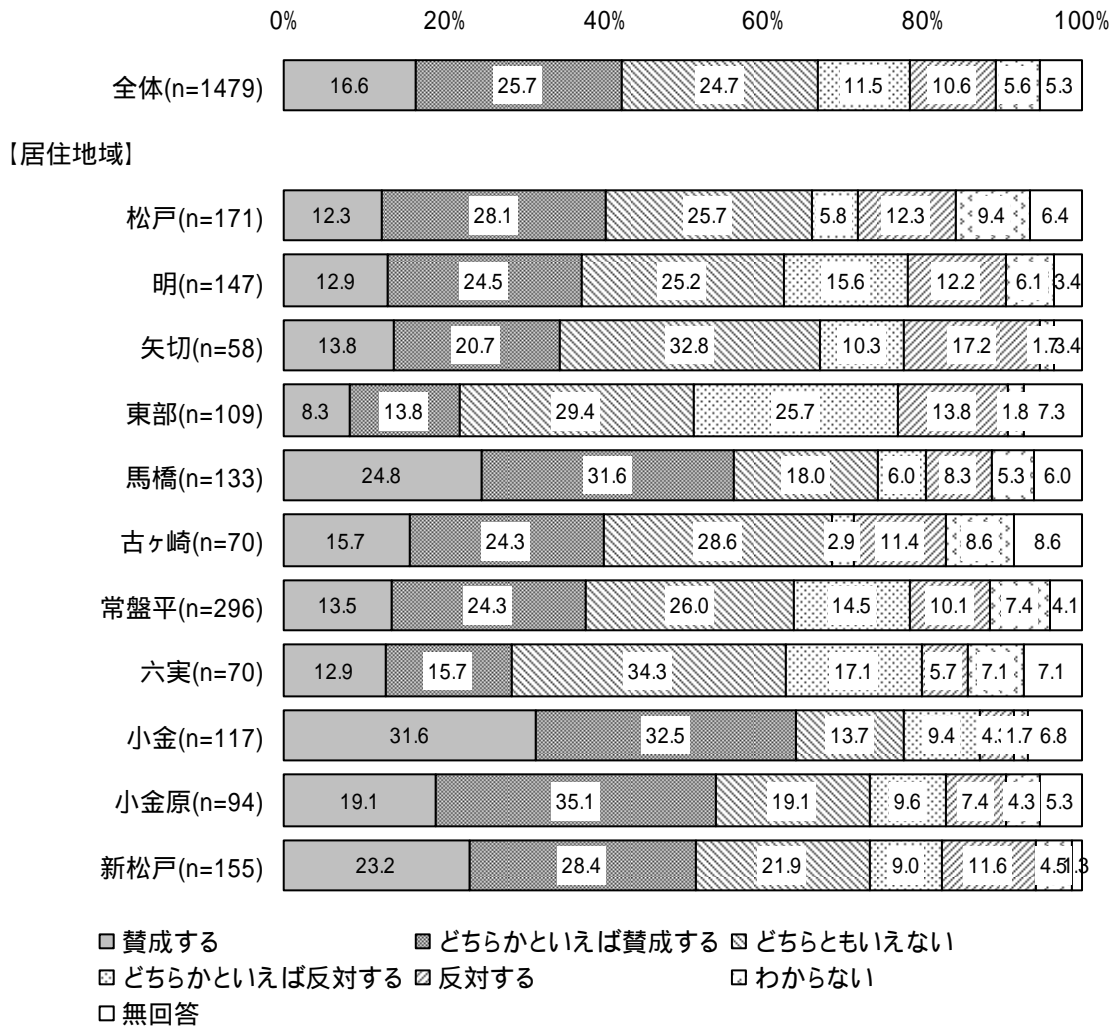 0% 20% 40% 60% 80% 100%
全体(n=1479) 16.6 25.7 24.7 11.5 10.6 5.6 5.3
【居住地域】
松戸(n=171) 12.3 28.1 25.7 5.8 12.3 9.4 6.4
明(n=147) 12.9 24.5 25.2 15.6 12.2 6.1 3.4
矢切(n=58) 13.8 20.7 32.8 10.3 17.2 1.7 3.4
東部(n=109) 8.3 13.8 29.4 25.7 13.8 1.8 7.3
馬橋(n=133) 24.8 31.6 18.0 6.0 8.3 5.3 6.0
古ヶ崎(n=70) 15.7 24.3 28.6 2.9 11.4 8.6 8.6
常盤平(n=296) 13.5 24.3 26.0 14.5 10.1 7.4 4.1
六実(n=70) 12.9 15.7 34.3 17.1 5.7 7.1 7.1
小金(n=117) 31.6 32.5 13.7 9.4 1.7 6.8
小金原(n=94) 19.1 35.1 19.1 9.6 7.4 4.3 5.3
新松戸(n=155) 23.2 28.4 21.9 9.0 11.6 4.5 1.3
賛成する どちらかといえば賛成する どちらともいえない
どちらかといえば反対する 反対する わからない
無回答